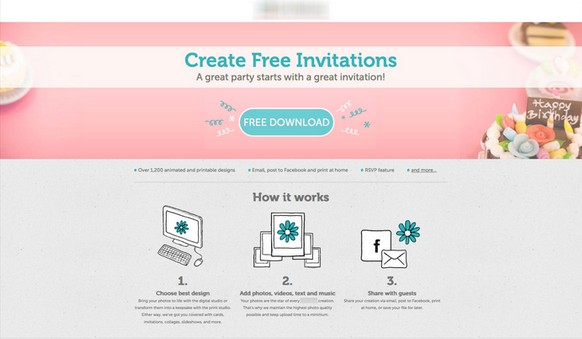 Create Free Invitations
A great party starts with a great invitation!
FREE DOWNLOAD
Happy
Birthday
Over 1,200 animated and printable designs
Email, post to Facebook and print at home
RSVP feature
and more...
How it works
f
1.
Choose best design
Bring your photos to life with the digital studio or
transform them into a keepsake with the print studio.
Either way, we've got you covered with cards,
invitations, collages, slideshows, and more.
2.
Add photos, videos, text and music
Your photos are the star of every creation.
That's why we maintain the highest photo quality
possible and keep upload time to a minimum.
3.
Share with guests
Share your creation via email, post to Facebook, print
at home, or save your file for later.